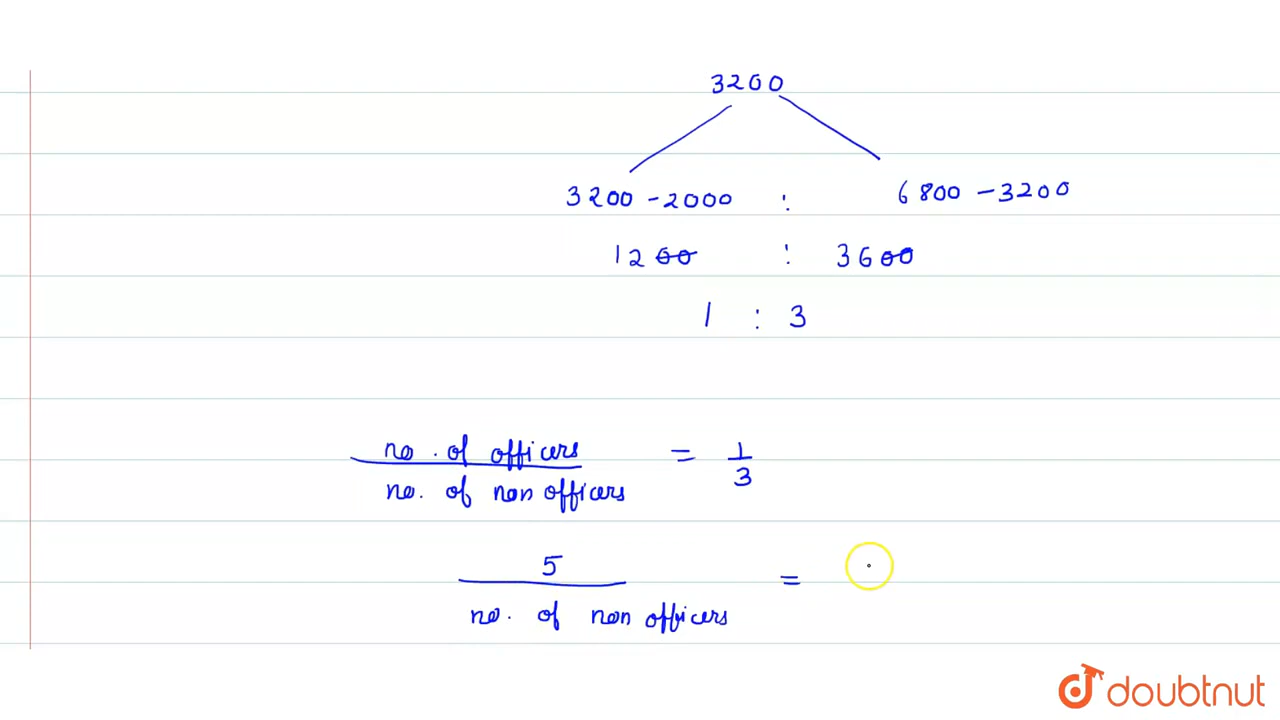 3200
3200 - 2000 : 6800 - 3200
1200 : 3600
1 : 3
no. of officers = 1
no. of non officers 3
5 =
no. of non officers
doubtnut